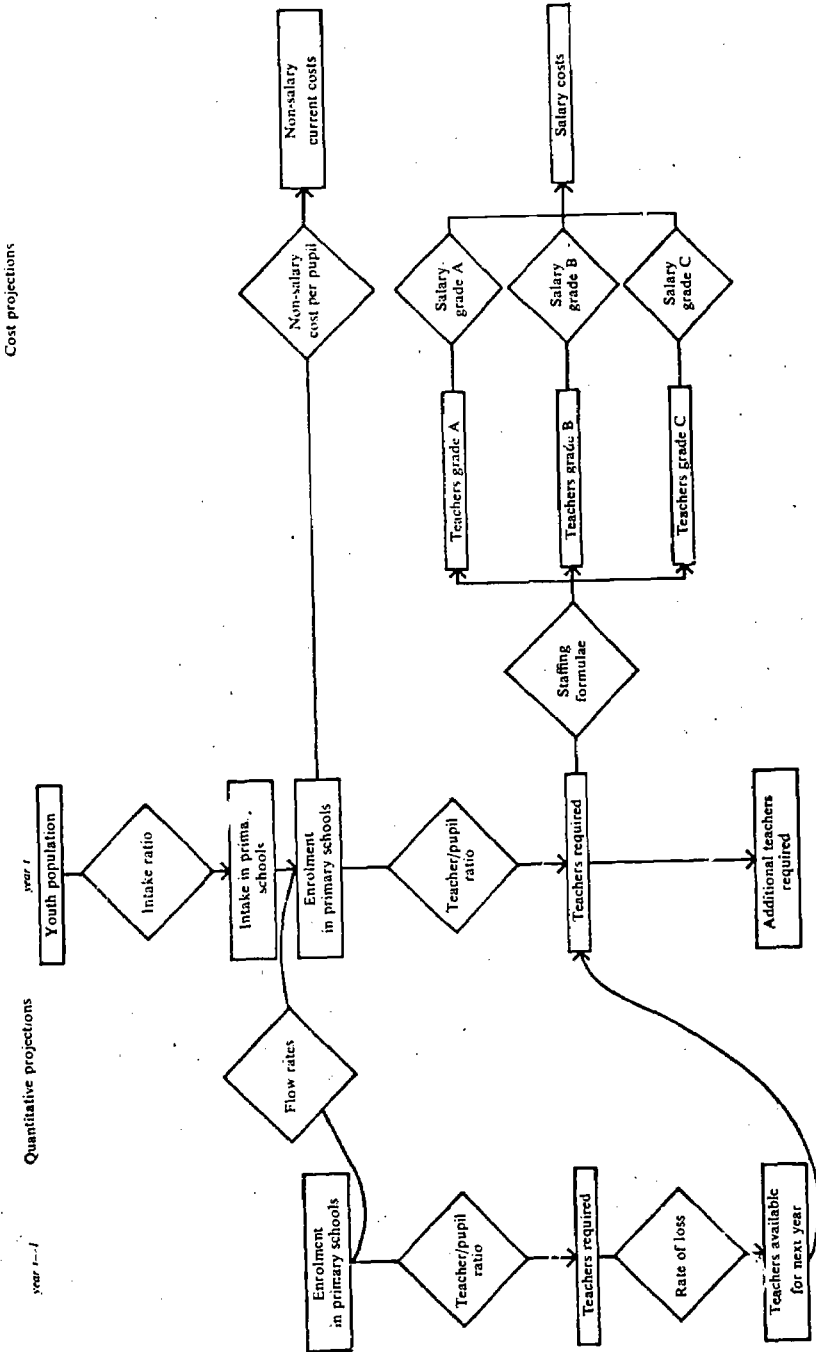 Quantitative projections
Cost projections
year t—1
year t
Youth population
Intake ratio
Intake in prima.,
schools
Flow rates
Enrolment
in primary schools
Enrolment
in primary schools
Non-salary
cost per pupil
Non-salary
current costs
Teacher/pupil
ratio
Teacher/pupil
ratio
Teachers required
Teachers required
Staffing
formulae
Teachers grade A
Teachers grade B
Teachers grade C
Salary
grade A
Salary
grade B
Salary
grade C
Salary costs
Rate of loss
Teachers available
for next year
Additional teachers
required